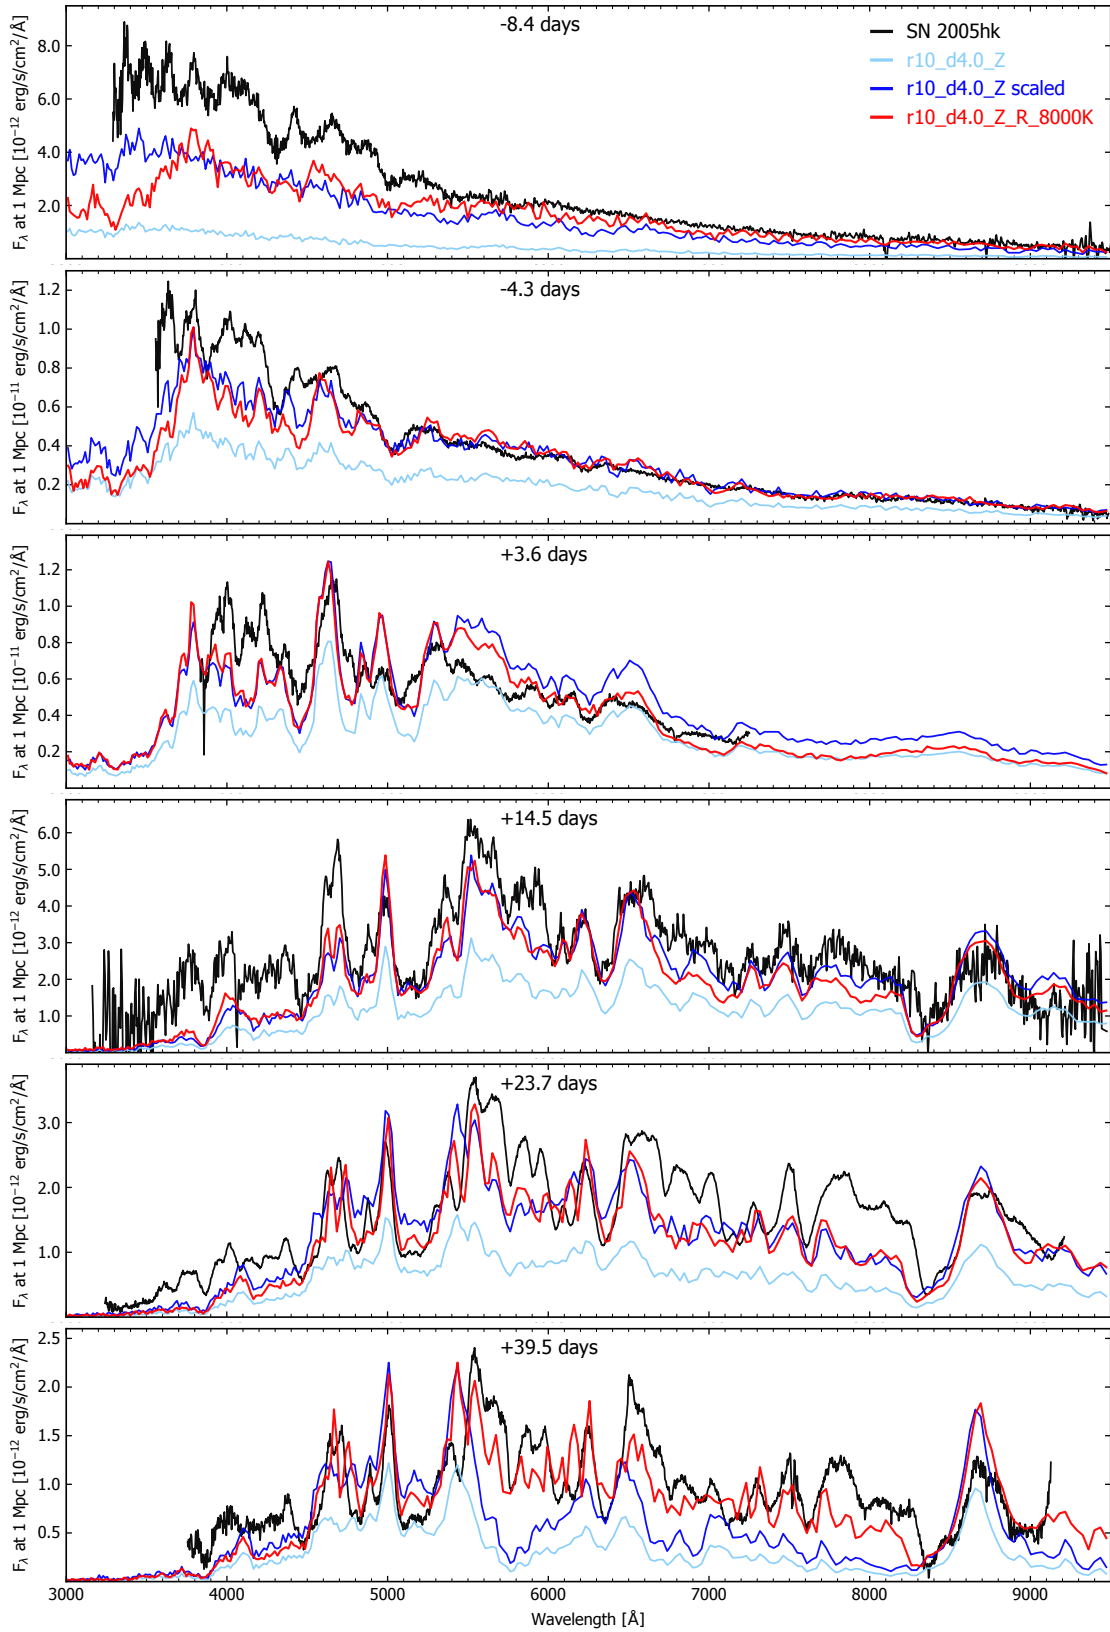 -8.4 days
SN 2005hk
r10_d4.0_Z
r10_d4.0_Z scaled
r10_d4.0_Z_R_8000K
F_λ at 1 Mpc [10⁻¹² erg/s/cm²/Å]
8.0
6.0
4.0
2.0
-4.3 days
F_λ at 1 Mpc [10⁻¹¹ erg/s/cm²/Å]
1.2
1.0
0.8
0.6
0.4
0.2
+3.6 days
F_λ at 1 Mpc [10⁻¹¹ erg/s/cm²/Å]
1.2
1.0
0.8
0.6
0.4
0.2
+14.5 days
F_λ at 1 Mpc [10⁻¹² erg/s/cm²/Å]
6.0
5.0
4.0
3.0
2.0
1.0
+23.7 days
F_λ at 1 Mpc [10⁻¹² erg/s/cm²/Å]
3.0
2.0
1.0
+39.5 days
F_λ at 1 Mpc [10⁻¹² erg/s/cm²/Å]
2.5
2.0
1.5
1.0
0.5
3000 4000 5000 6000 7000 8000 9000
Wavelength [Å]